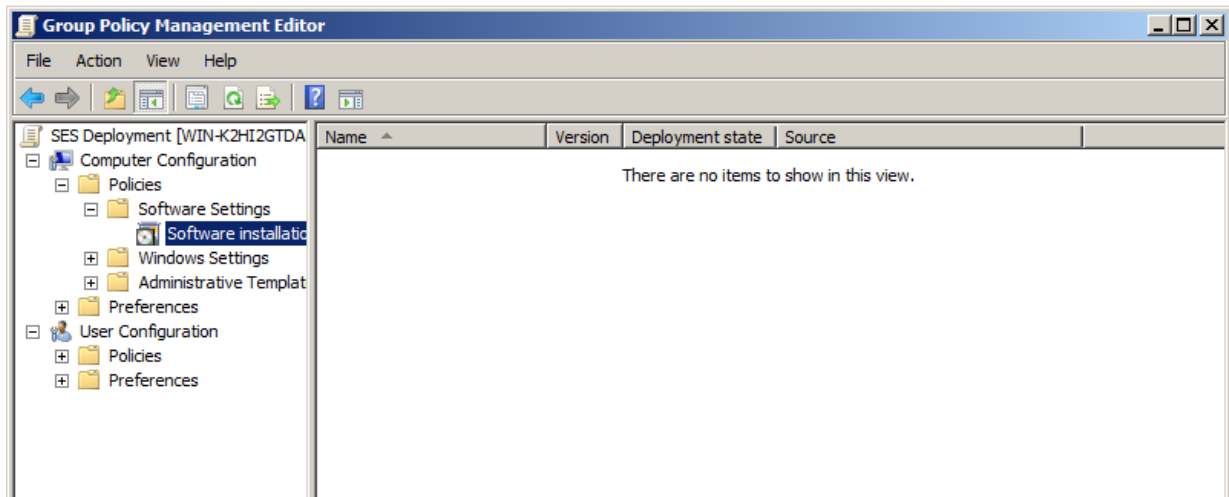 Group Policy Management Editor
File Action View Help
SES Deployment [WIN-K2HI2GTDA
Name Version Deployment state Source
Computer Configuration
There are no items to show in this view.
Policies
Software Settings
Software installatio
Windows Settings
Administrative Templat
Preferences
User Configuration
Policies
Preferences